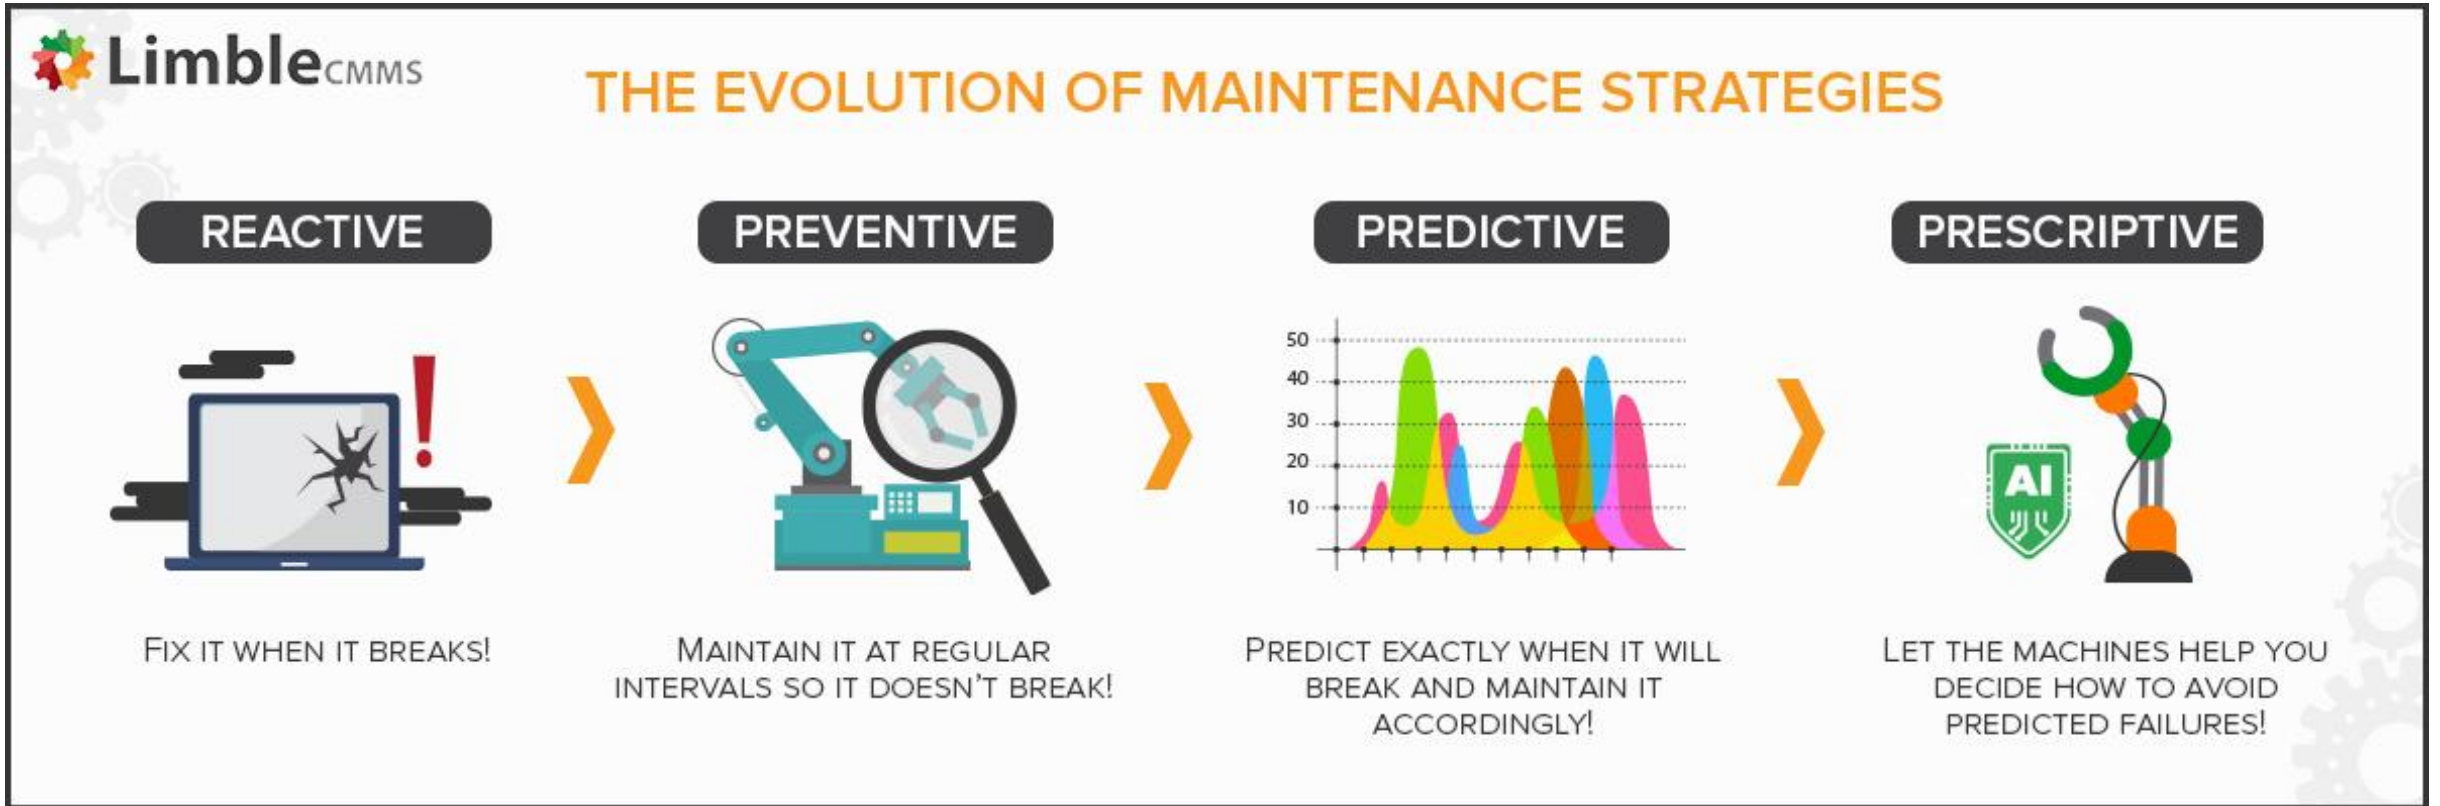 Limble CMMS
THE EVOLUTION OF MAINTENANCE STRATEGIES
REACTIVE
FIX IT WHEN IT BREAKS!
PREVENTIVE
MAINTAIN IT AT REGULAR
INTERVALS SO IT DOESN'T BREAK!
PREDICTIVE
50
40
30
20
10
PREDICT EXACTLY WHEN IT WILL
BREAK AND MAINTAIN IT
ACCORDINGLY!
PRESCRIPTIVE
AI
LET THE MACHINES HELP YOU
DECIDE HOW TO AVOID
PREDICTED FAILURES!